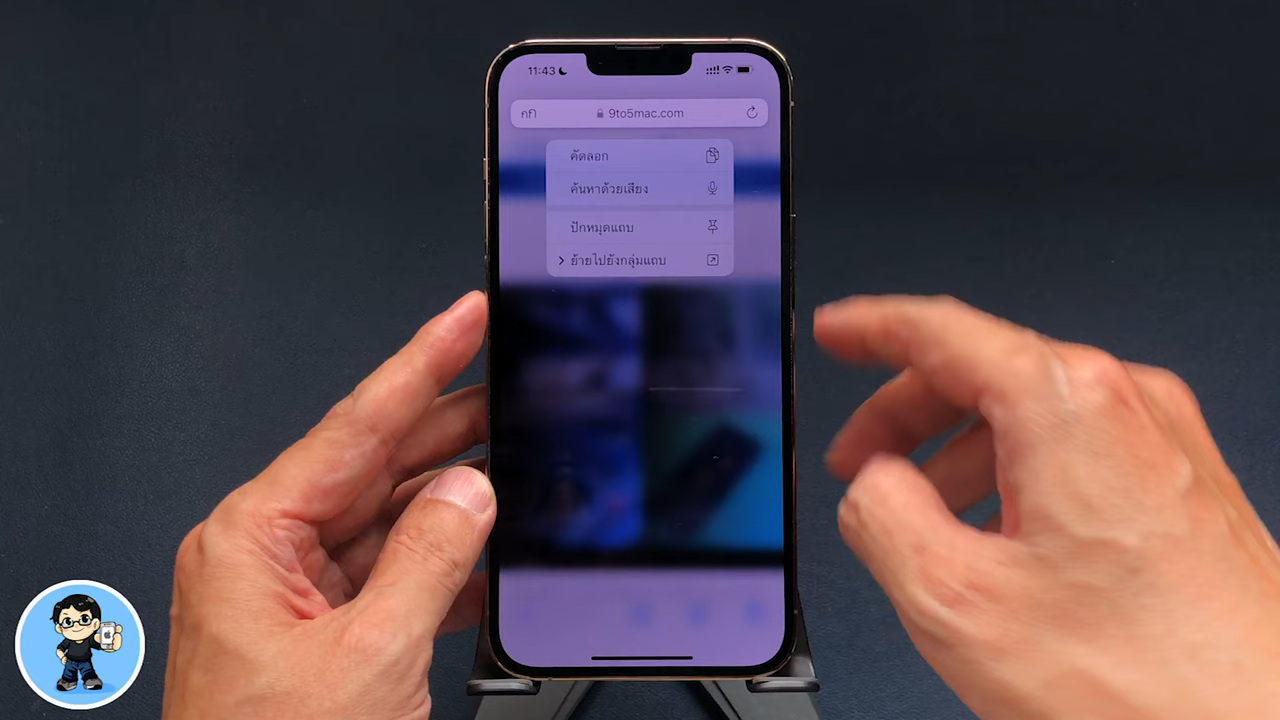 11:43
กกั 9to5mac.com
คัดลอก
ค้นหาด้วยเสียง
ปักหมุดแถบ
ย้ายไปยังกลุ่มแถบ